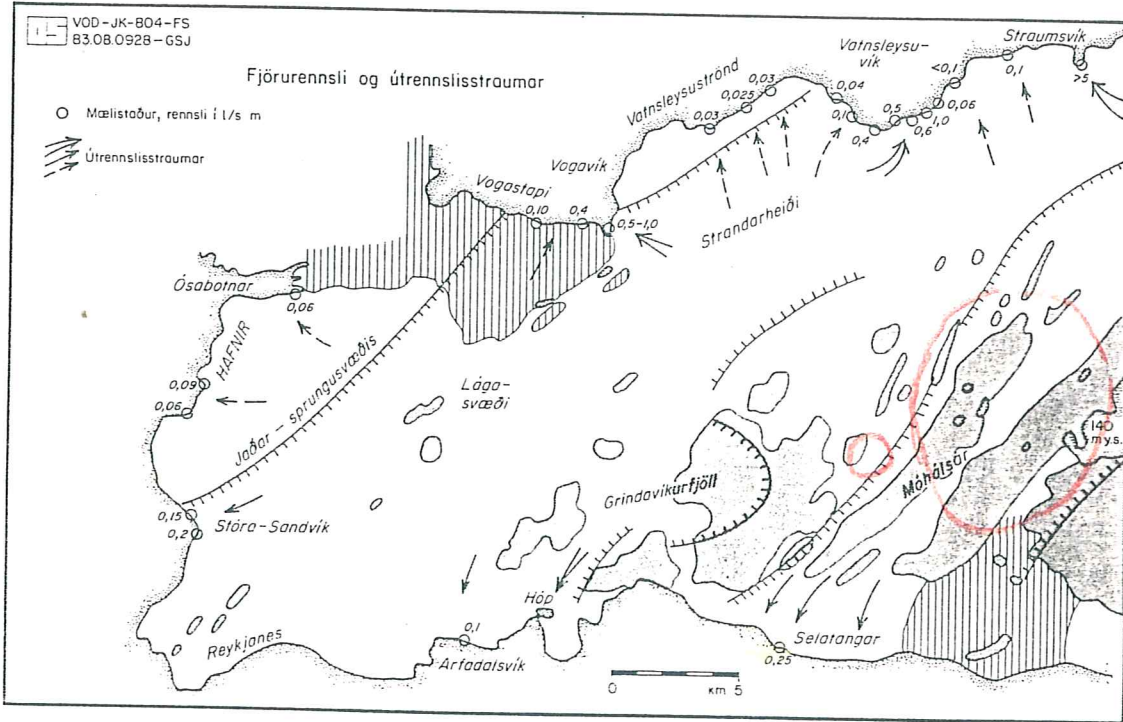 VOD-JK-804-FS
83.08.0928-GSJ
Fjörurennsli og útrennslisstraumar
Mælistaður, rennsli í l/s m
Útrennslisstraumar
Straumsvík
Vatnsleysu-
vík
<0,1
0,1
>5
Vatnsleysuströnd
0,03
0,025
0,03
0,04
0,1
0,4
0,5
0,6
1,0
0,06
Vogavík
Vogastapi
0,10
0,4
0,5-1,0
Strandarheiði
Ósabotnar
0,06
HAFNIR
0,09
0,06
Jaðar - sprungusvæðis
Lága-
svæði
140
m y.s.
Móhálsar
Grindavíkurfjöll
0,15
0,2
Stóra-Sandvík
Reykjanes
0,1
Arfadalsvík
Hóp
Selatangar
0,25
0
KM 5